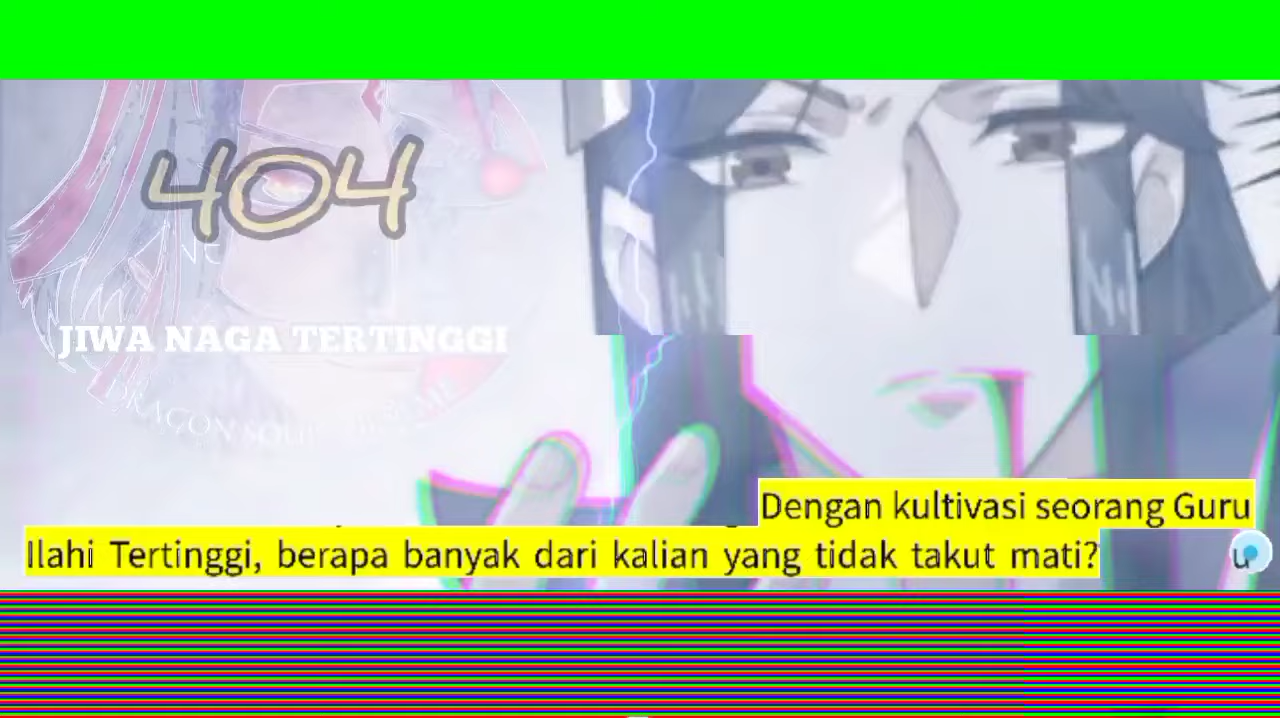 404
JIWA NAGA TERTINGGI
Dengan kultivasi seorang Guru
Ilahi Tertinggi, berapa banyak dari kalian yang tidak takut mati?